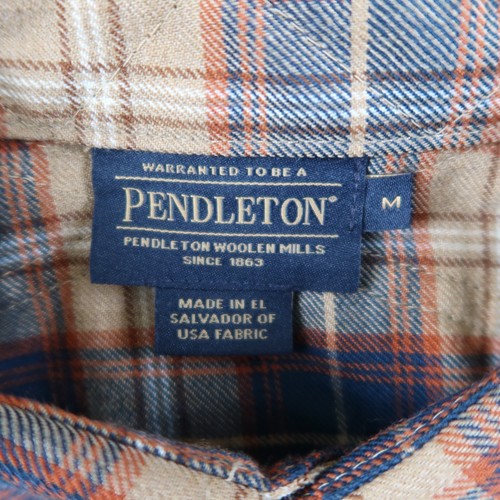 WARRANTED TO BE A
PENDLETON®
PENDLETON WOOLEN MILLS
SINCE 1863
M
MADE IN EL
SALVADOR OF
USA FABRIC